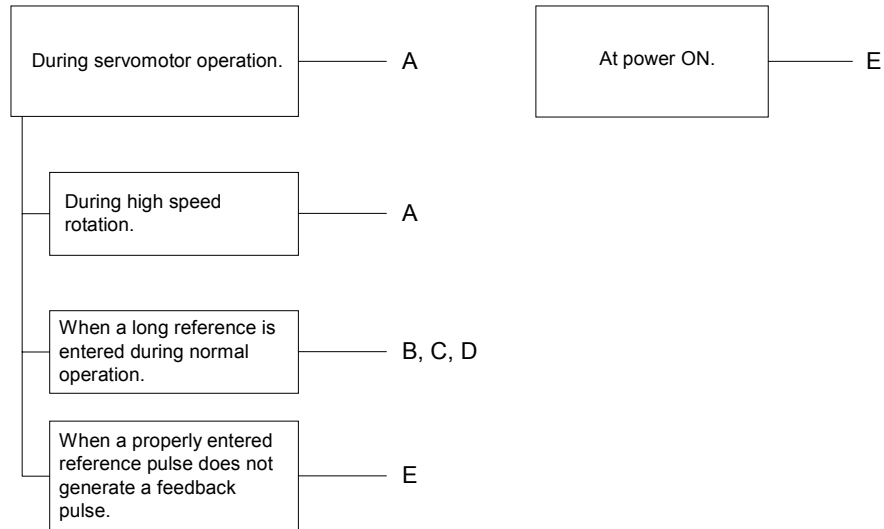 During servomotor operation.
A
At power ON.
E
During high speed
rotation.
A
When a long reference is
entered during normal
operation.
B, C, D
When a properly entered
reference pulse does not
generate a feedback
pulse.
E